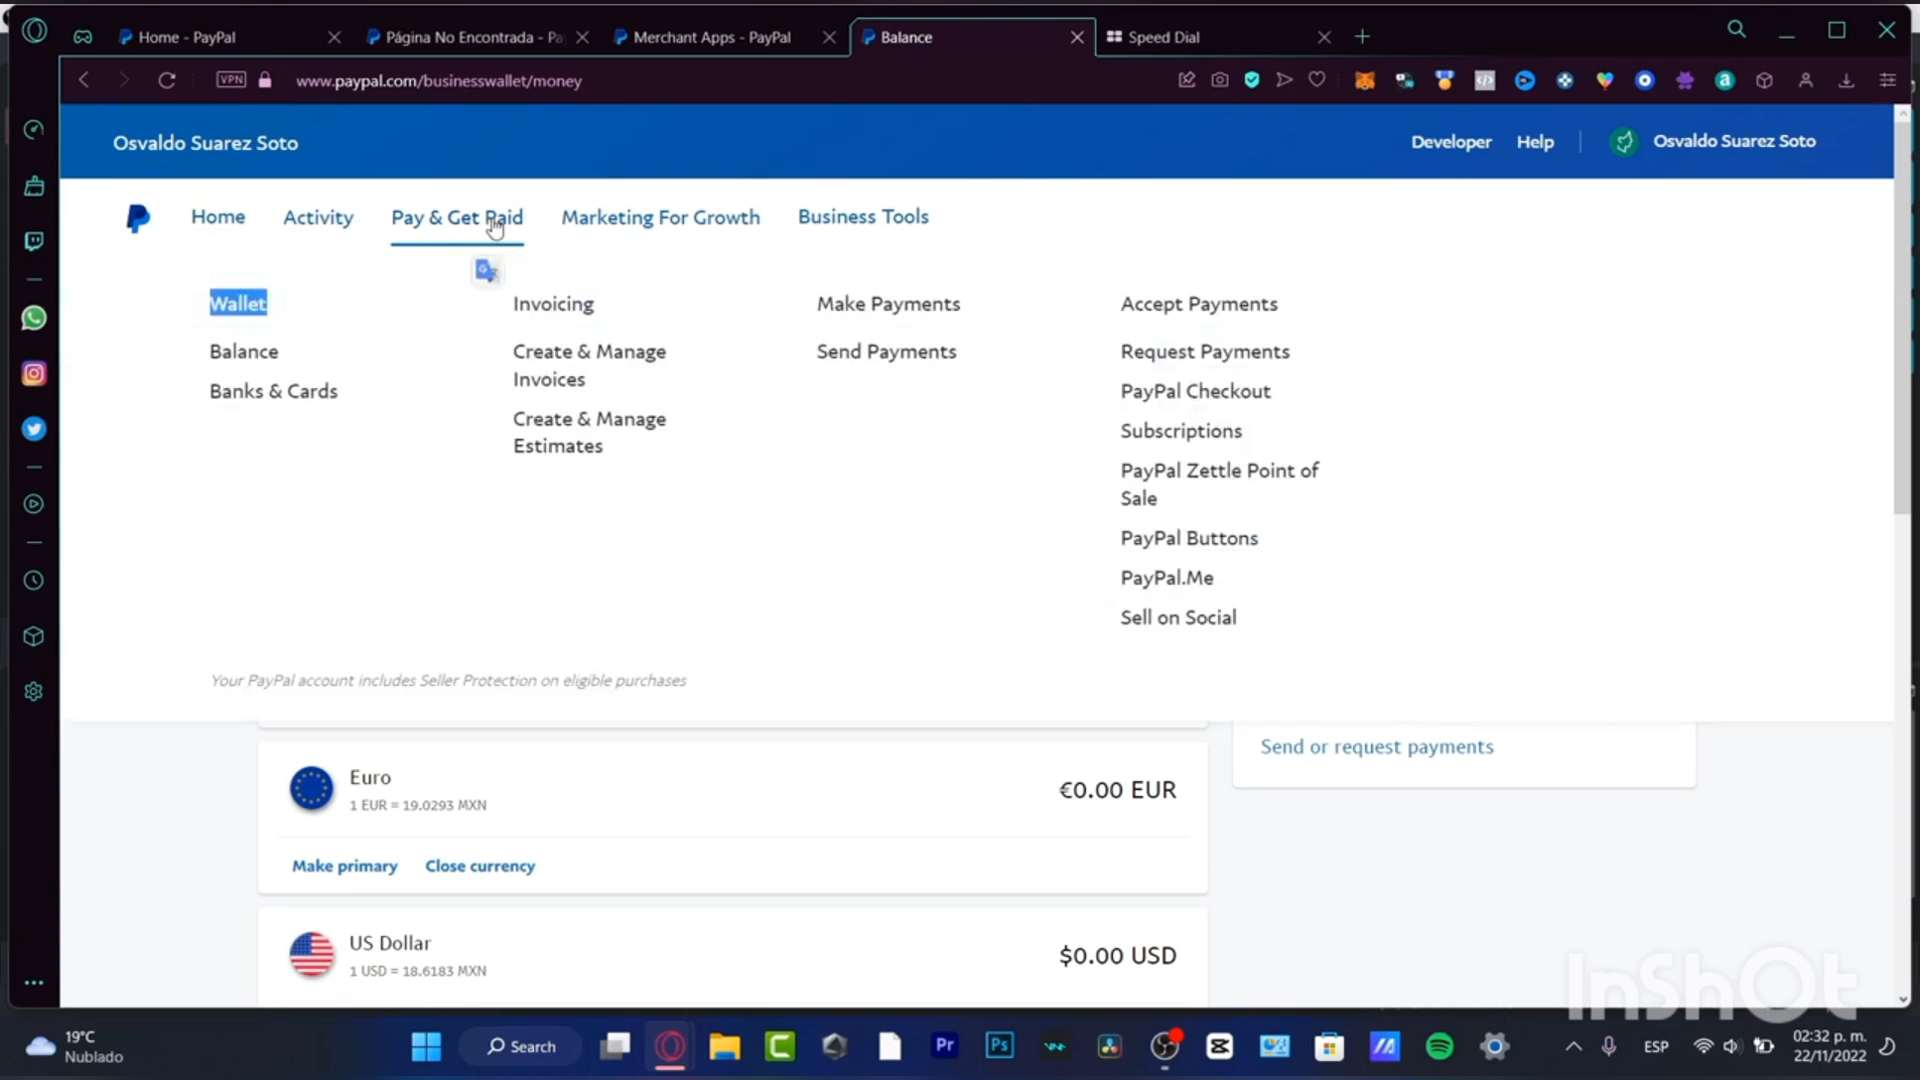 Home - PayPal
Página No Encontrada - Pa
Merchant Apps - PayPal
Balance
Speed Dial
VPN
www.paypal.com/businesswallet/money
Osvaldo Suarez Soto
Developer
Help
Osvaldo Suarez Soto
Home
Activity
Pay & Get Paid
Marketing For Growth
Business Tools
Wallet
Balance
Banks & Cards
Invoicing
Create & Manage
Invoices
Create & Manage
Estimates
Make Payments
Send Payments
Accept Payments
Request Payments
PayPal Checkout
Subscriptions
PayPal Zettle Point of
Sale
PayPal Buttons
PayPal.Me
Sell on Social
Your PayPal account includes Seller Protection on eligible purchases
Send or request payments
Euro
1 EUR = 19.0293 MXN
€0.00 EUR
Make primary
Close currency
US Dollar
1 USD = 18.6183 MXN
$0.00 USD
InShOt
19°C
Nublado
Search
Pr
Ps
ESP
02:32 p. m.
22/11/2022